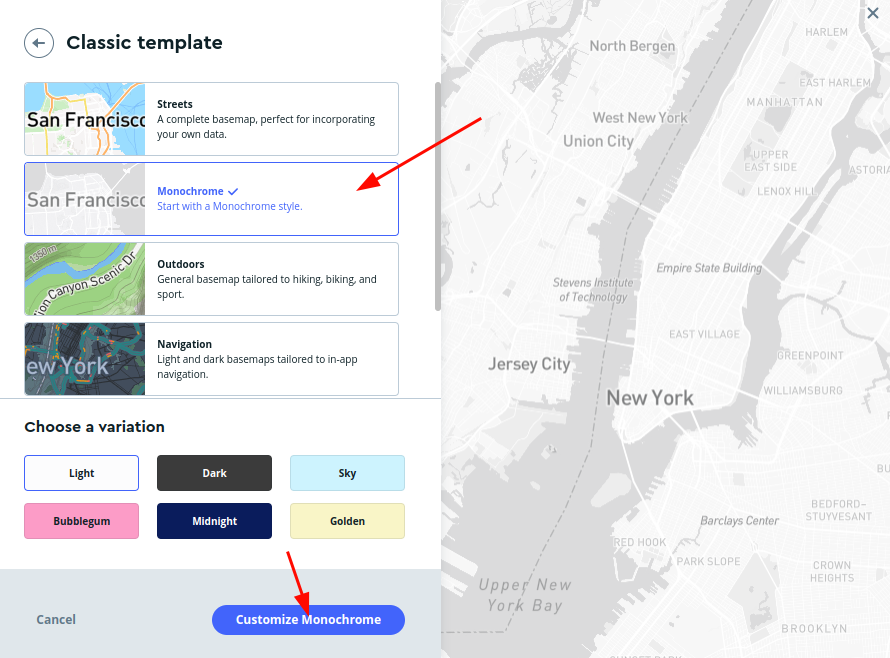 Classic template
San Francisco
Streets
A complete basemap, perfect for incorporating
your own data.
San Francisco
Monochrome
Start with a Monochrome style.
1350m
ion Canyon Scenic Dr
Outdoors
General basemap tailored to hiking, biking, and
sport.
ew York
Navigation
Light and dark basemaps tailored to in-app
navigation.
Choose a variation
Light
Dark
Sky
Bubblegum
Midnight
Golden
Cancel
Customize Monochrome
HARLEM
North Bergen
EAST HARLEM
MANHATTAN
West New York
Union City
UPPER
EAST SIDE
ASTORIA
LENOX HILL
Empire State Building
Stevens Institute
of Technology
EAST VILLAGE
GREENPOINT
Jersey City
WILLIAMSBURG
New York
BU
BEDFORD-
STUYVESANT
Barclays Center
RED HOOK
PARK SLOPE
CROWN
HEIGHTS
Upper New
York Bay
BROOKLYN
SUNSET PARK